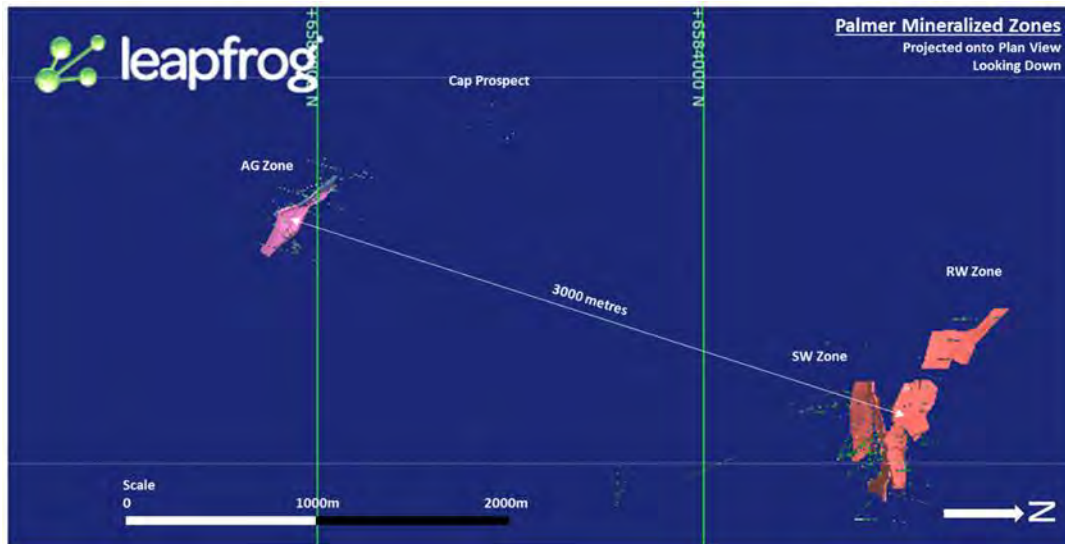 leapfrog
Palmer Mineralized Zones
Projected onto Plan View
Looking Down
+6584000 N
Cap Prospect
AG Zone
RW Zone
3000 metres
SW Zone
Scale
0 1000m 2000m
N